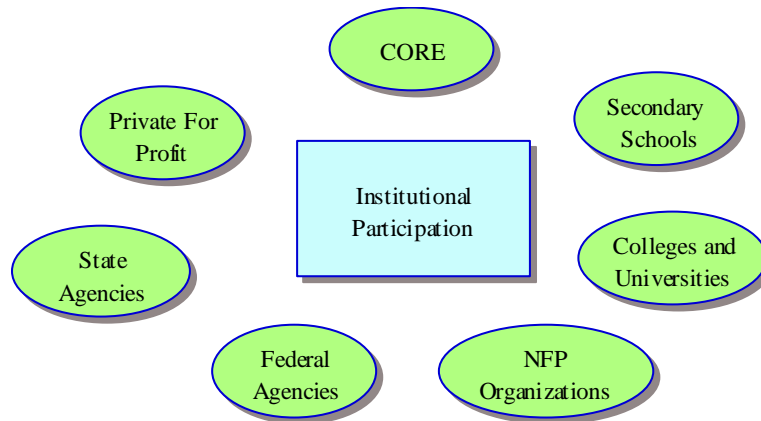 CORE
Private For
Profit
Secondary
Schools
Institutional
Participation
State
Agencies
Colleges and
Universities
Federal
Agencies
NFP
Organizations